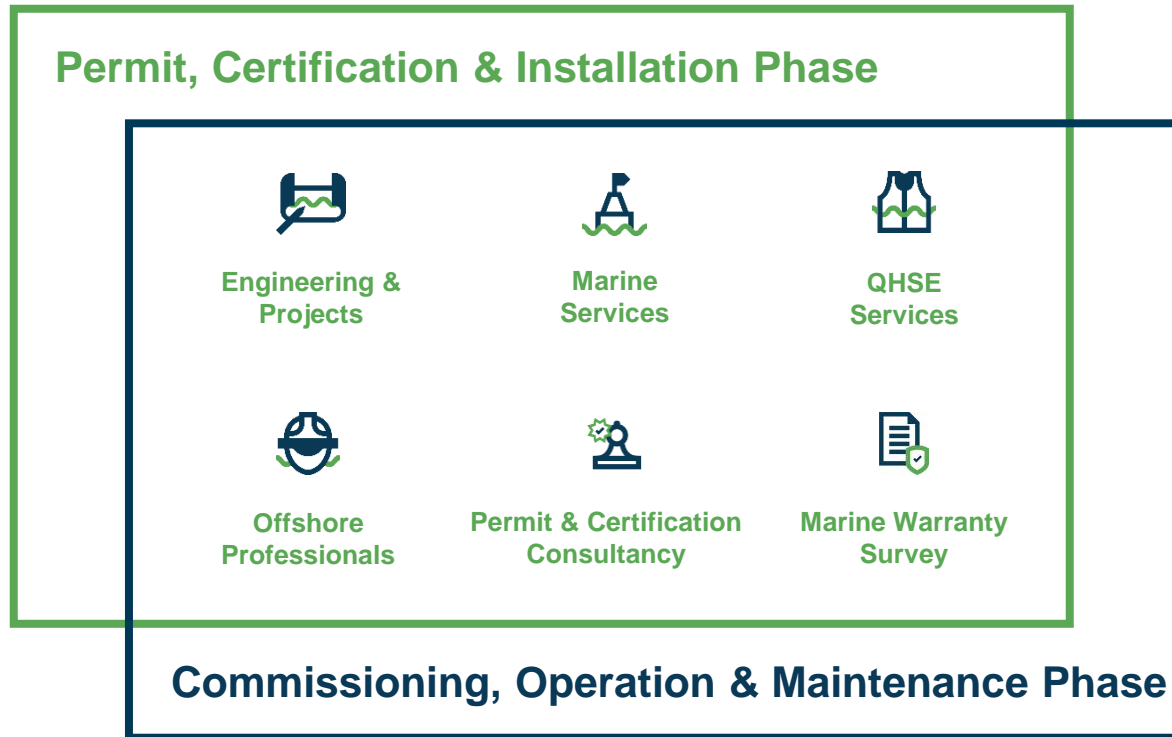 Permit, Certification & Installation Phase
Engineering &
Projects
Marine
Services
QHSE
Services
Offshore
Professionals
Permit & Certification
Consultancy
Marine Warranty
Survey
Commissioning, Operation & Maintenance Phase